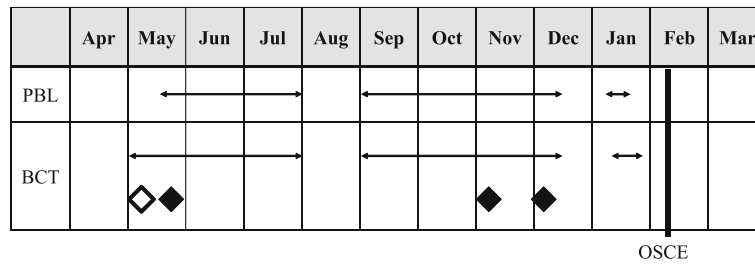 Apr May Jun Jul Aug Sep Oct Nov Dec Jan Feb Mar
PBL
BCT
OSCE